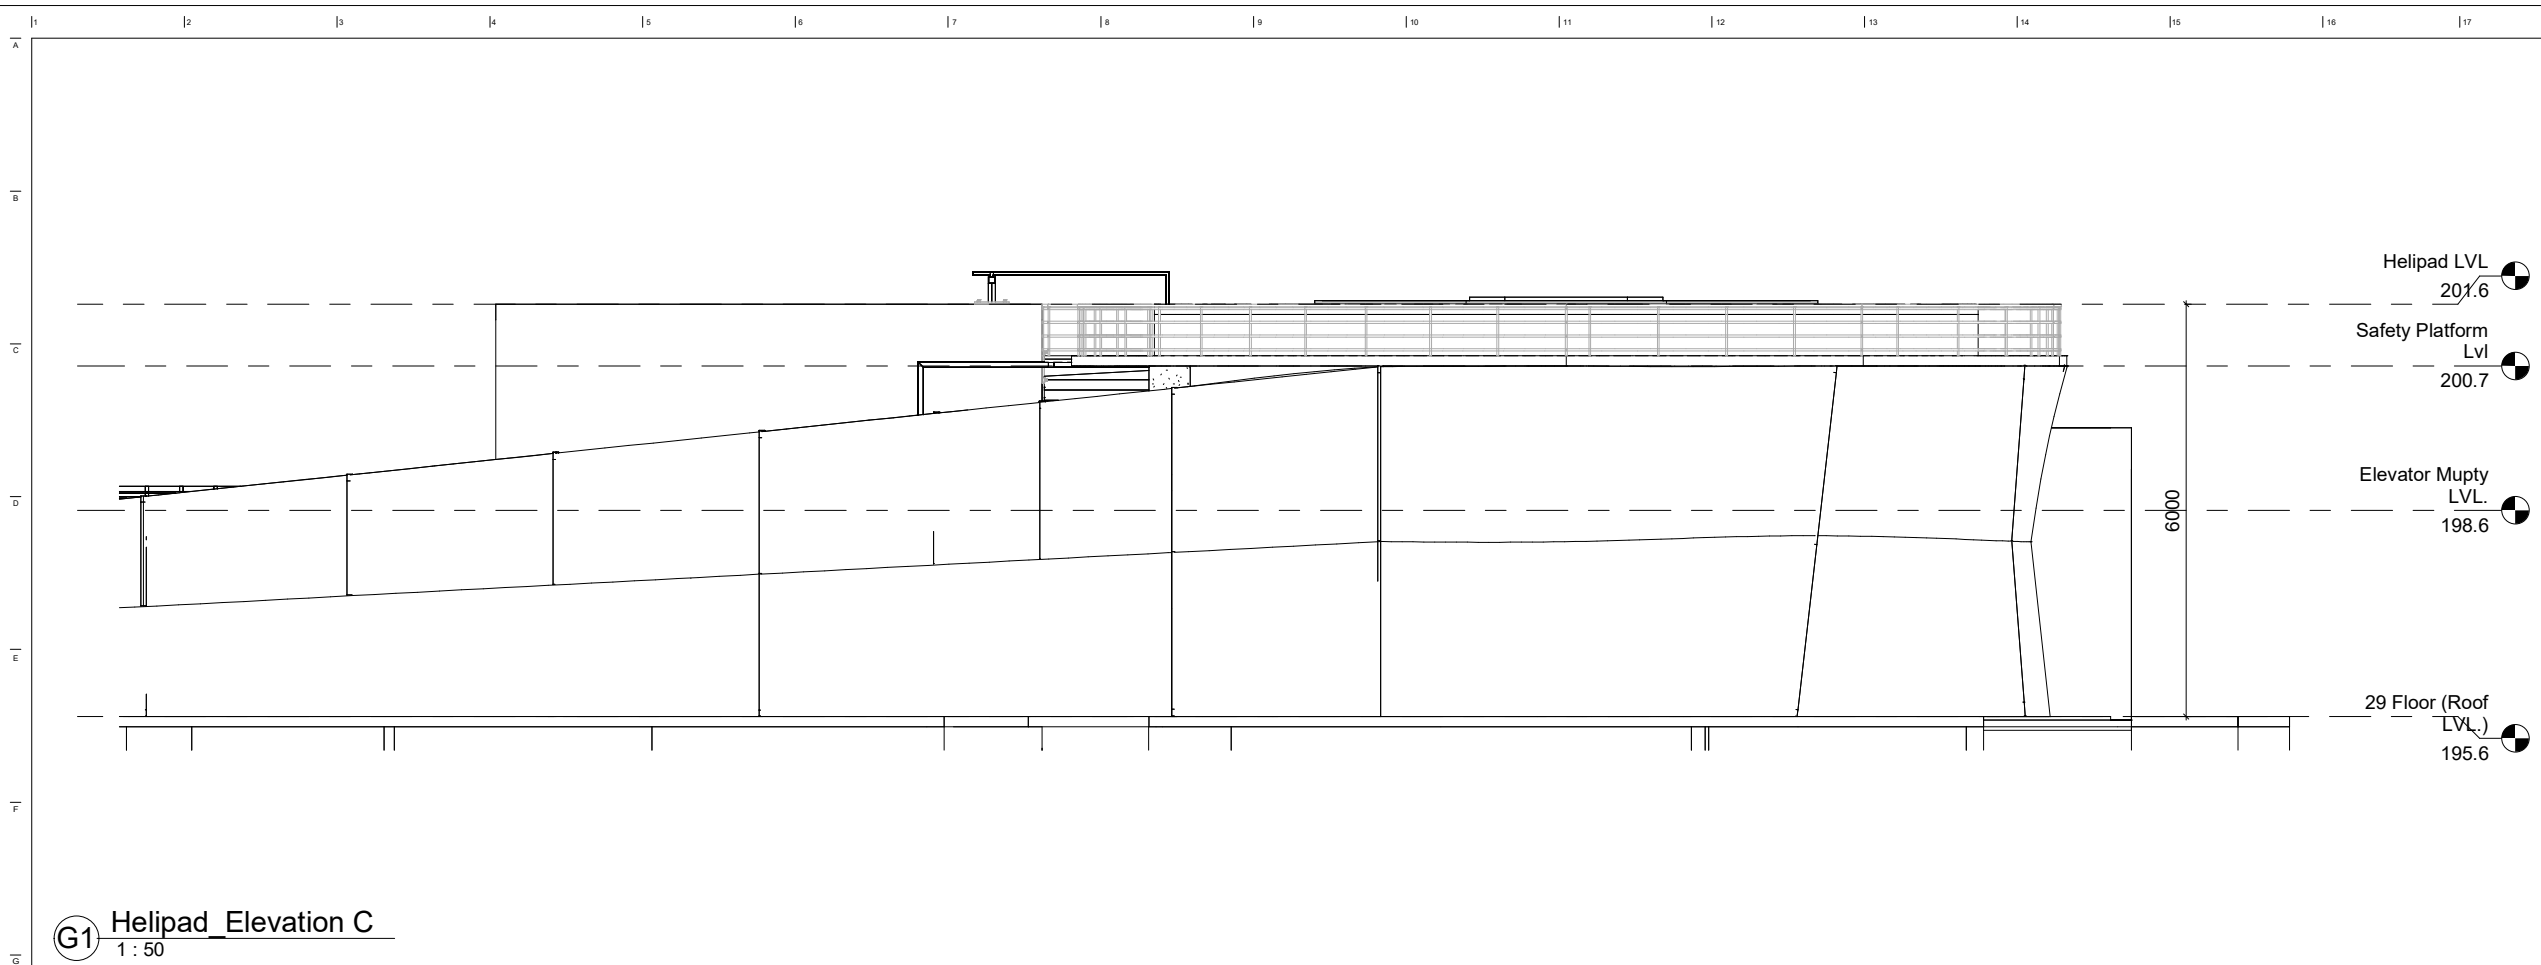 1 2 3 4 5 6 7 8 9 10 11 12 13 14 15 16 17
A
B
C
D
E
F
G
Helipad LVL
201.6
Safety Platform
Lvl
200.7
Elevator Mupty
LVL.
198.6
6000
29 Floor (Roof
LVL.)
195.6
G1 Helipad_Elevation C
1 : 50